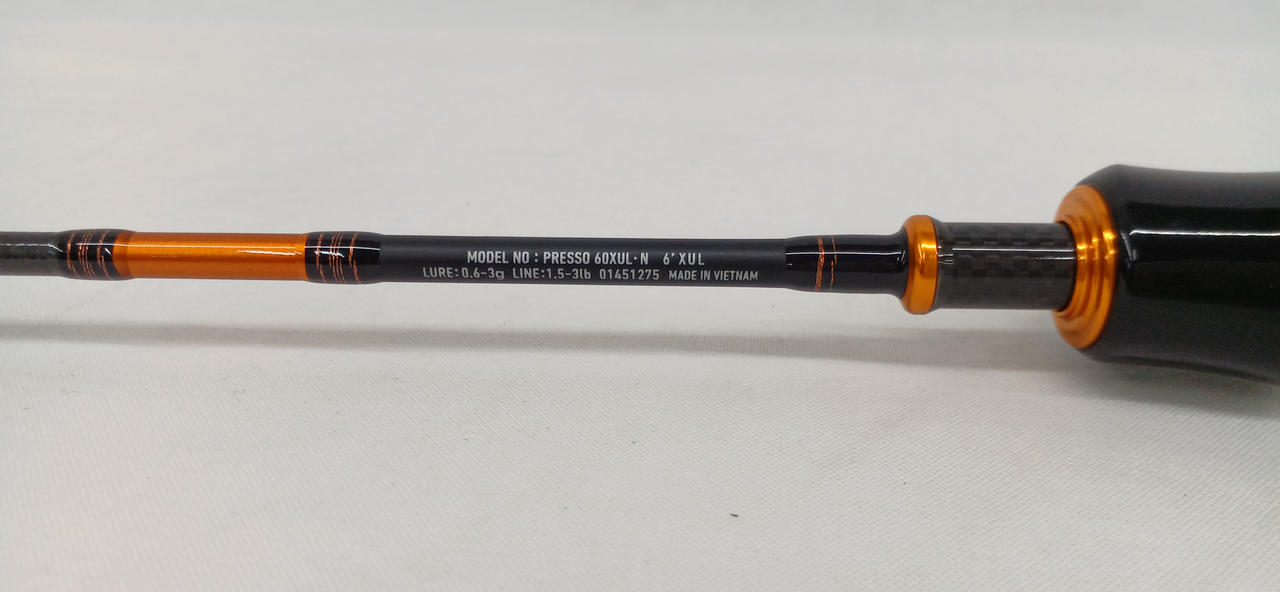 MODEL NO : PRESSO 60XUL·N 6' XUL
LURE:0.6-3g LINE:1.5-3lb 01451275 MADE IN VIETNAM